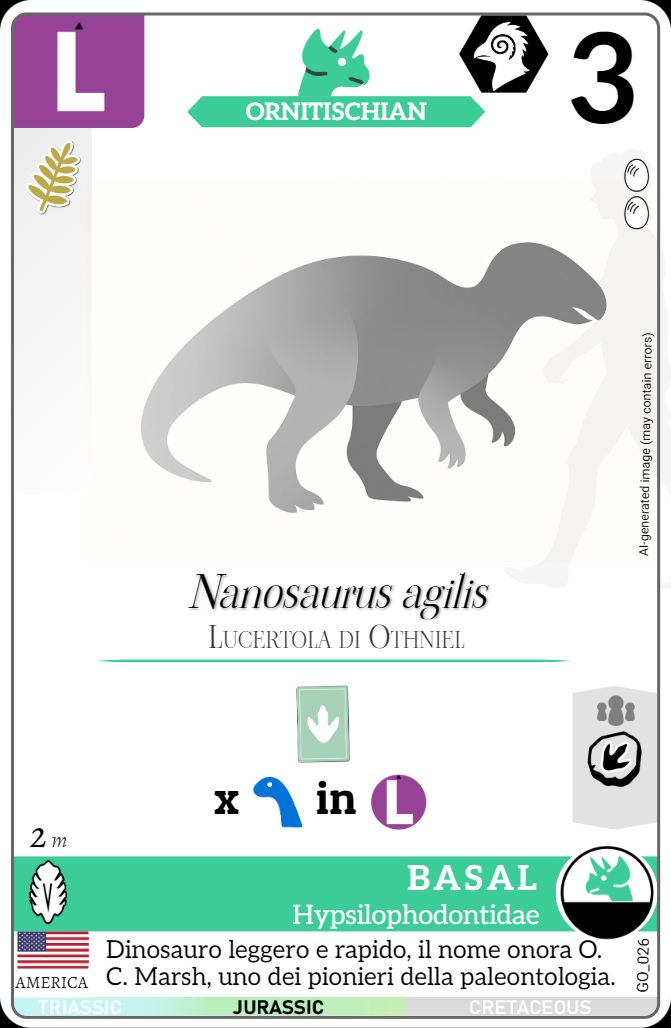 L
ORNITISCHIAN
3
AI-generated image (may contain errors)
Nanosaurus agilis
Lucertola di Othniel
x in L
2 m
BASAL
Hypsilophodontidae
AMERICA
Dinosauro leggero e rapido, il nome onora O.
C. Marsh, uno dei pionieri della paleontologia.
GO_026
TRIASSIC JURASSIC CRETACEOUS